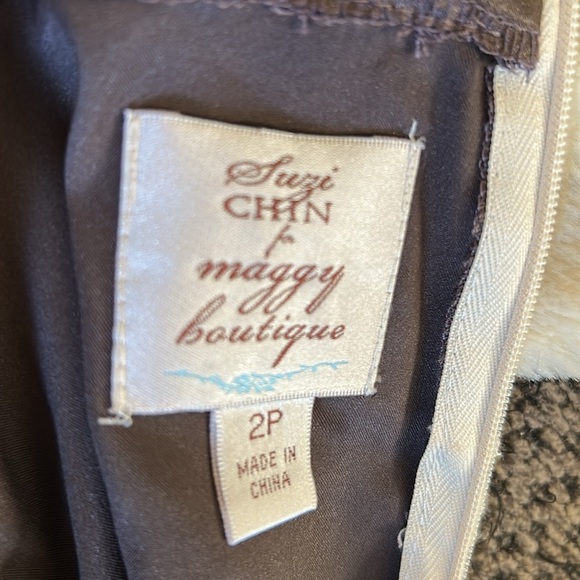 Suzi
CHIN
for
maggy
boutique
2P
MADE IN
CHINA